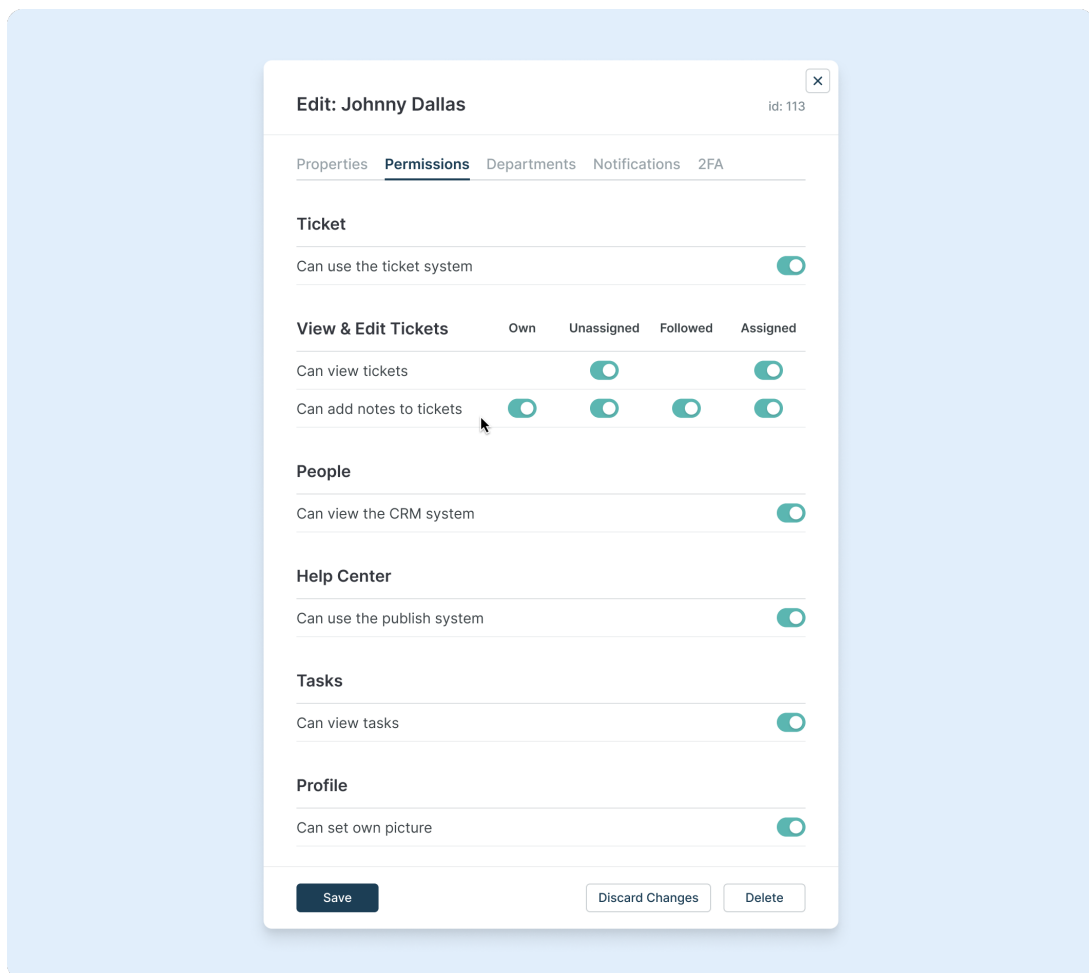 Edit: Johnny Dallas
id: 113
Properties Permissions Departments Notifications 2FA
Ticket
Can use the ticket system
View & Edit Tickets Own Unassigned Followed Assigned
Can view tickets
Can add notes to tickets
People
Can view the CRM system
Help Center
Can use the publish system
Tasks
Can view tasks
Profile
Can set own picture
Save Discard Changes Delete